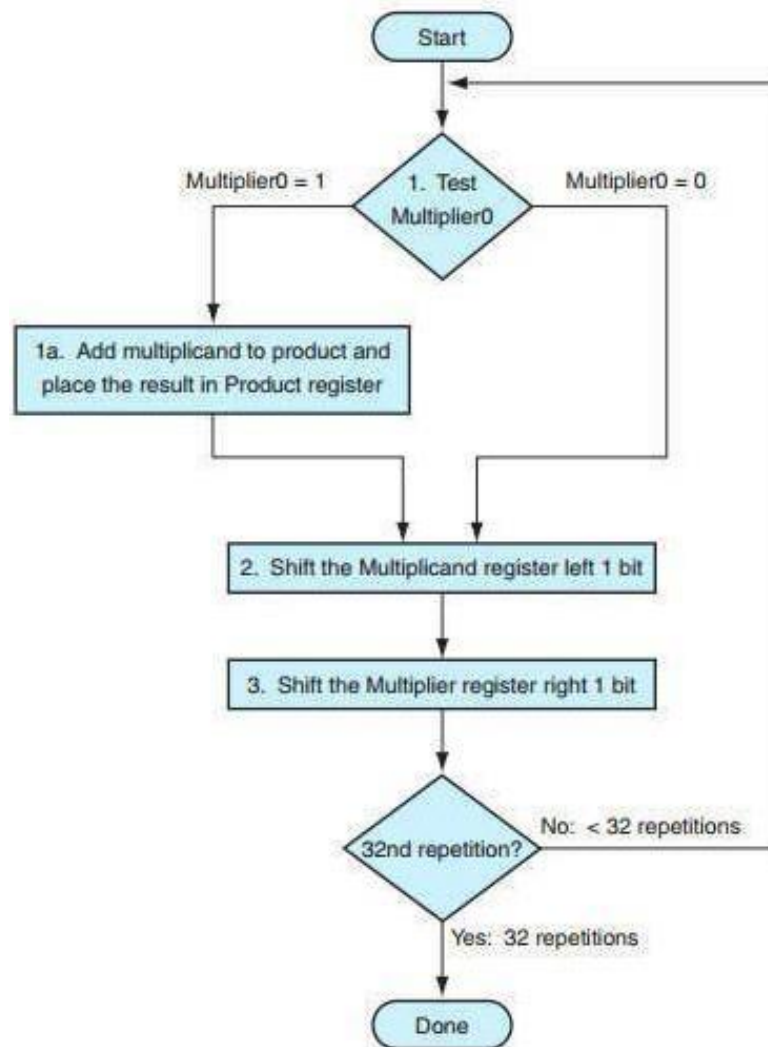 Start
Multiplier0 = 1
1. Test
Multiplier0
Multiplier0 = 0
1a. Add multiplicand to product and
place the result in Product register
2. Shift the Multiplicand register left 1 bit
3. Shift the Multiplier register right 1 bit
32nd repetition?
No: < 32 repetitions
Yes: 32 repetitions
Done